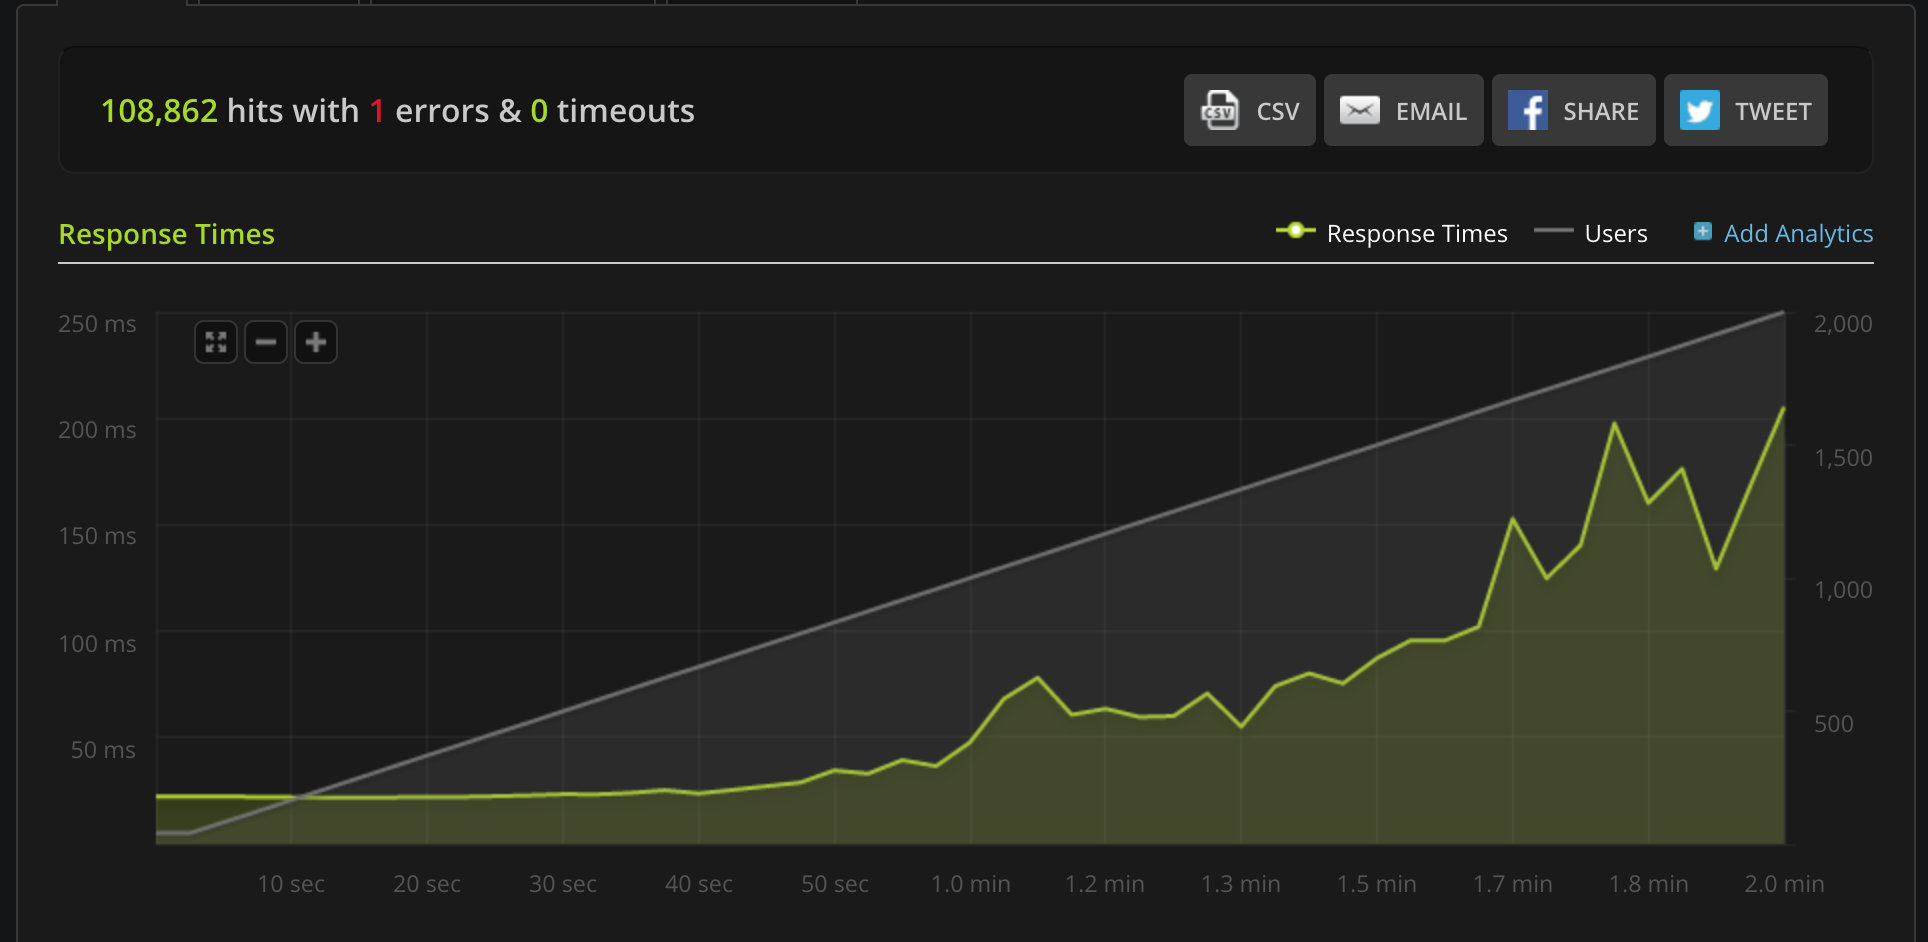 108,862 hits with 1 errors & 0 timeouts
CSV
CSV
EMAIL
SHARE
TWEET
Response Times
Response Times
Users
Add Analytics
250 ms
200 ms
150 ms
100 ms
50 ms
2,000
1,500
1,000
500
10 sec
20 sec
30 sec
40 sec
50 sec
1.0 min
1.2 min
1.3 min
1.5 min
1.7 min
1.8 min
2.0 min